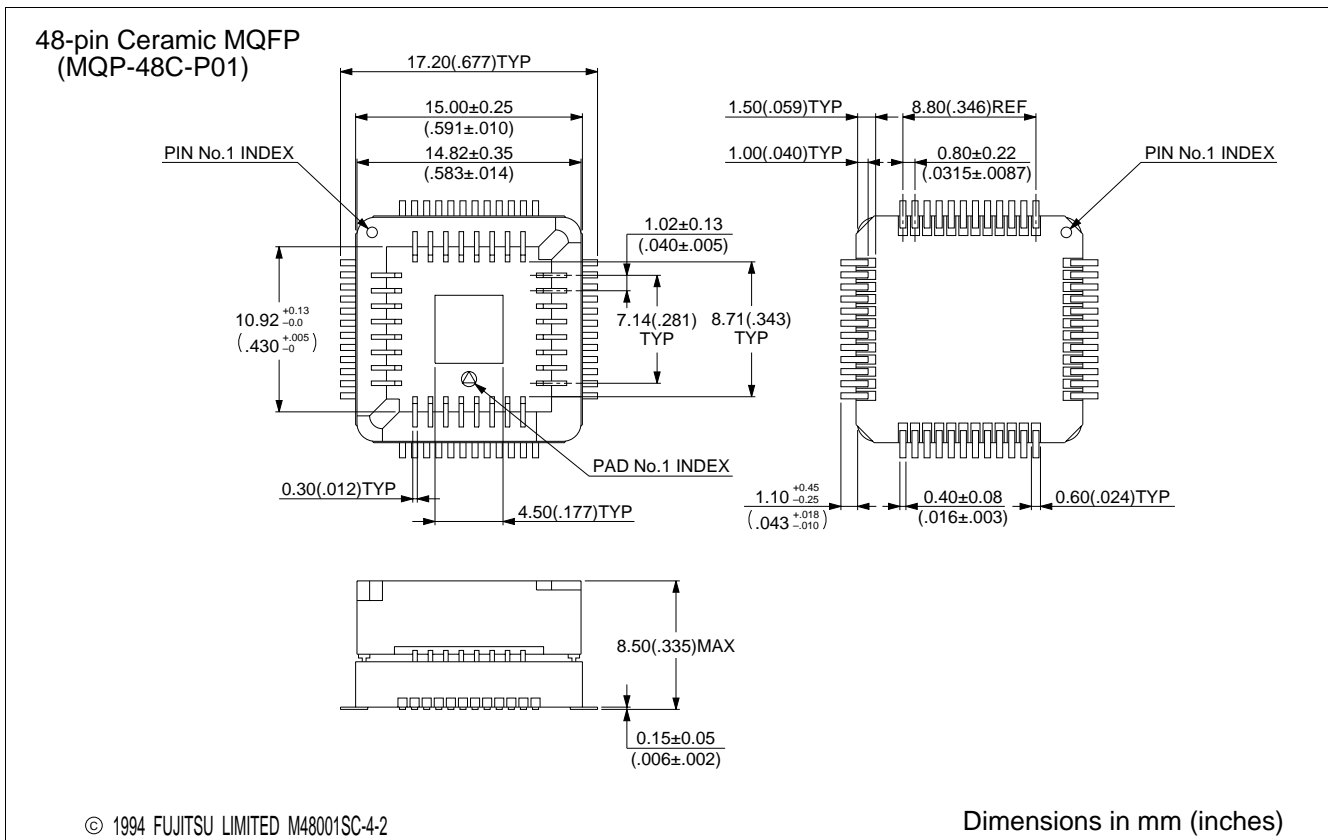 48-pin Ceramic MQFP
(MQP-48C-P01)
17.20(.677)TYP
15.00±0.25
(.591±.010)
14.82±0.35
(.583±.014)
PIN No.1 INDEX
1.50(.059)TYP
8.80(.346)REF
1.00(.040)TYP
0.80±0.22
(.0315±.0087)
PIN No.1 INDEX
1.02±0.13
(.040±.005)
10.92 +0.13 –0.0
(.430 +.005 –0)
7.14(.281)
TYP
8.71(.343)
TYP
PAD No.1 INDEX
0.30(.012)TYP
4.50(.177)TYP
1.10 +0.45 –0.25
(.043 +.018 –.010)
0.40±0.08
(.016±.003)
0.60(.024)TYP
8.50(.335)MAX
0.15±0.05
(.006±.002)
© 1994 FUJITSU LIMITED M48001SC-4-2
Dimensions in mm (inches)